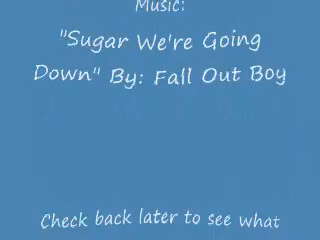 Music:
"Sugar We're Going
Down" By: Fall Out Boy
Check back later to see what